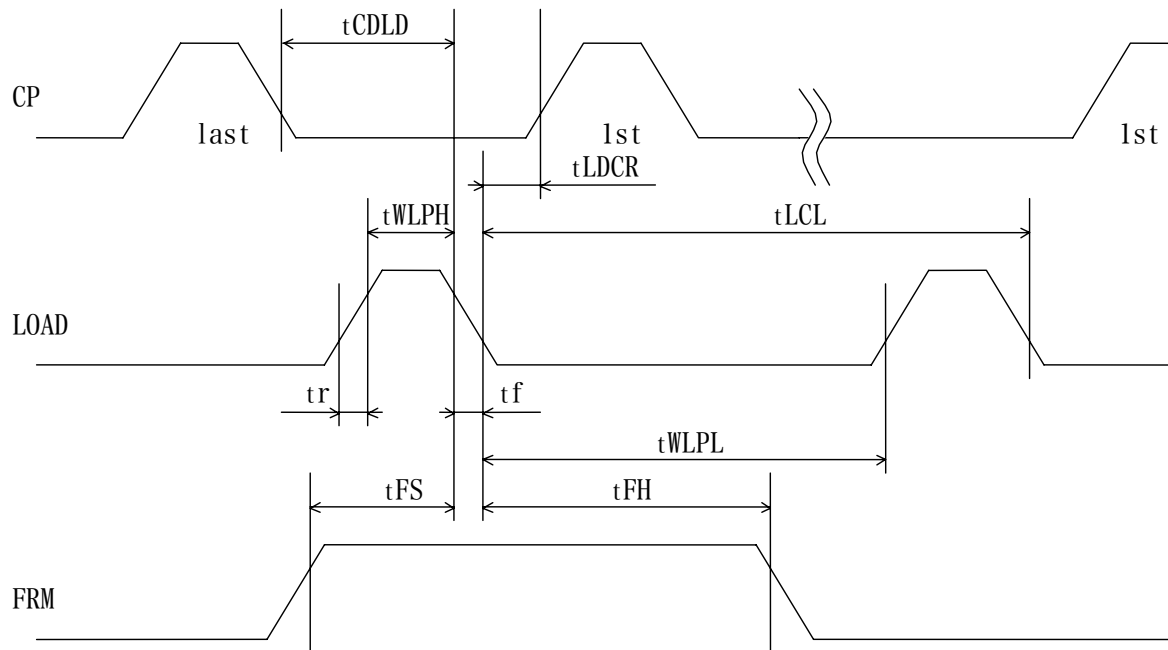 tCDLD
CP
last
1st
1st
tLDCR
tWLPH
tLCL
LOAD
tr
tf
tWLPL
tFS
tFH
FRM